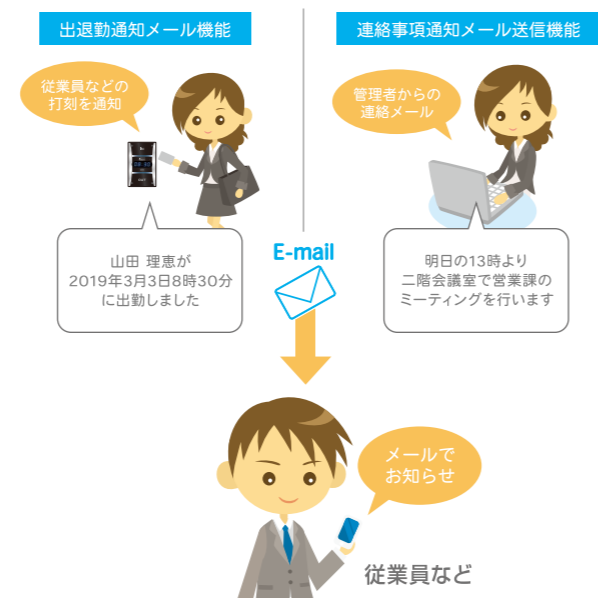 出退勤通知メール機能
連絡事項通知メール送信機能
従業員などの
打刻を通知
管理者からの
連絡メール
山田 理恵が
2019年3月3日8時30分
に出勤しました
E-mail
明日の13時より
二階会議室で営業課の
ミーティングを行います
メールで
お知らせ
従業員など